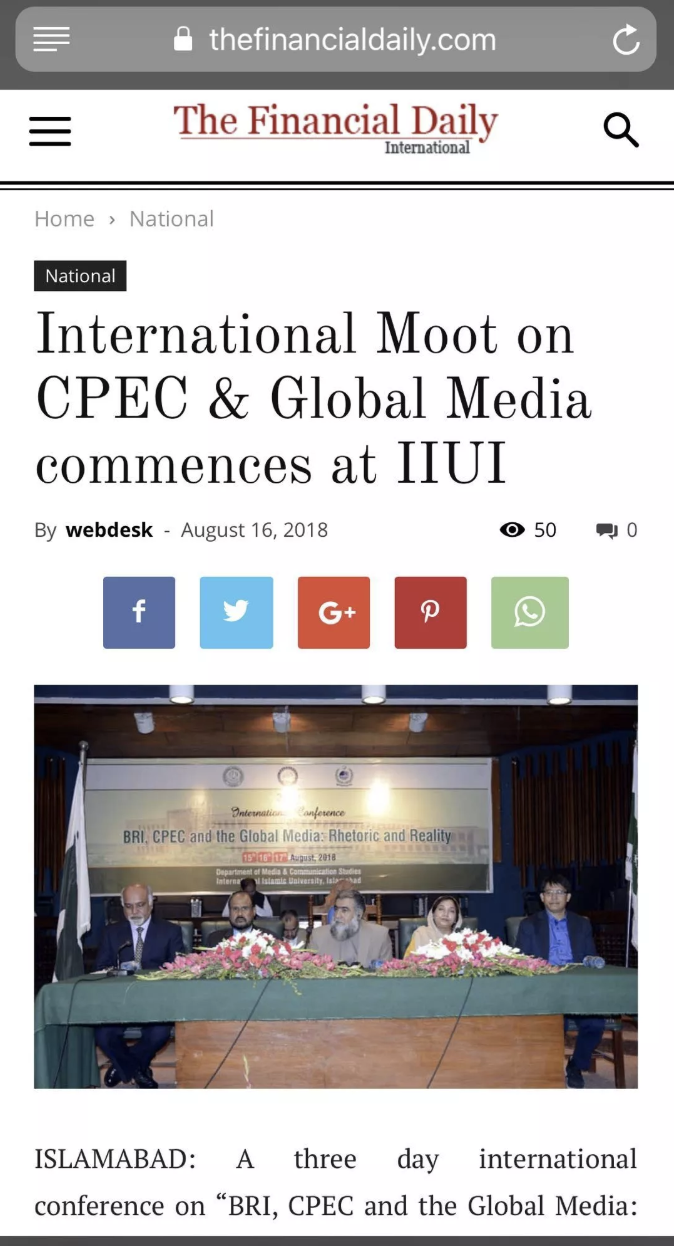 thefinancialdaily.com
The Financial Daily
International
Home › National
National
International Moot on
CPEC & Global Media
commences at IIUI
By webdesk - August 16, 2018 50 0
f G+
International Conference
BRI, CPEC and the Global Media: Rhetoric and Reality
15 16 17 August, 2018
Department of Media & Communication Studies
International Islamic University, Islamabad
ISLAMABAD: A three day international
conference on “BRI, CPEC and the Global Media: